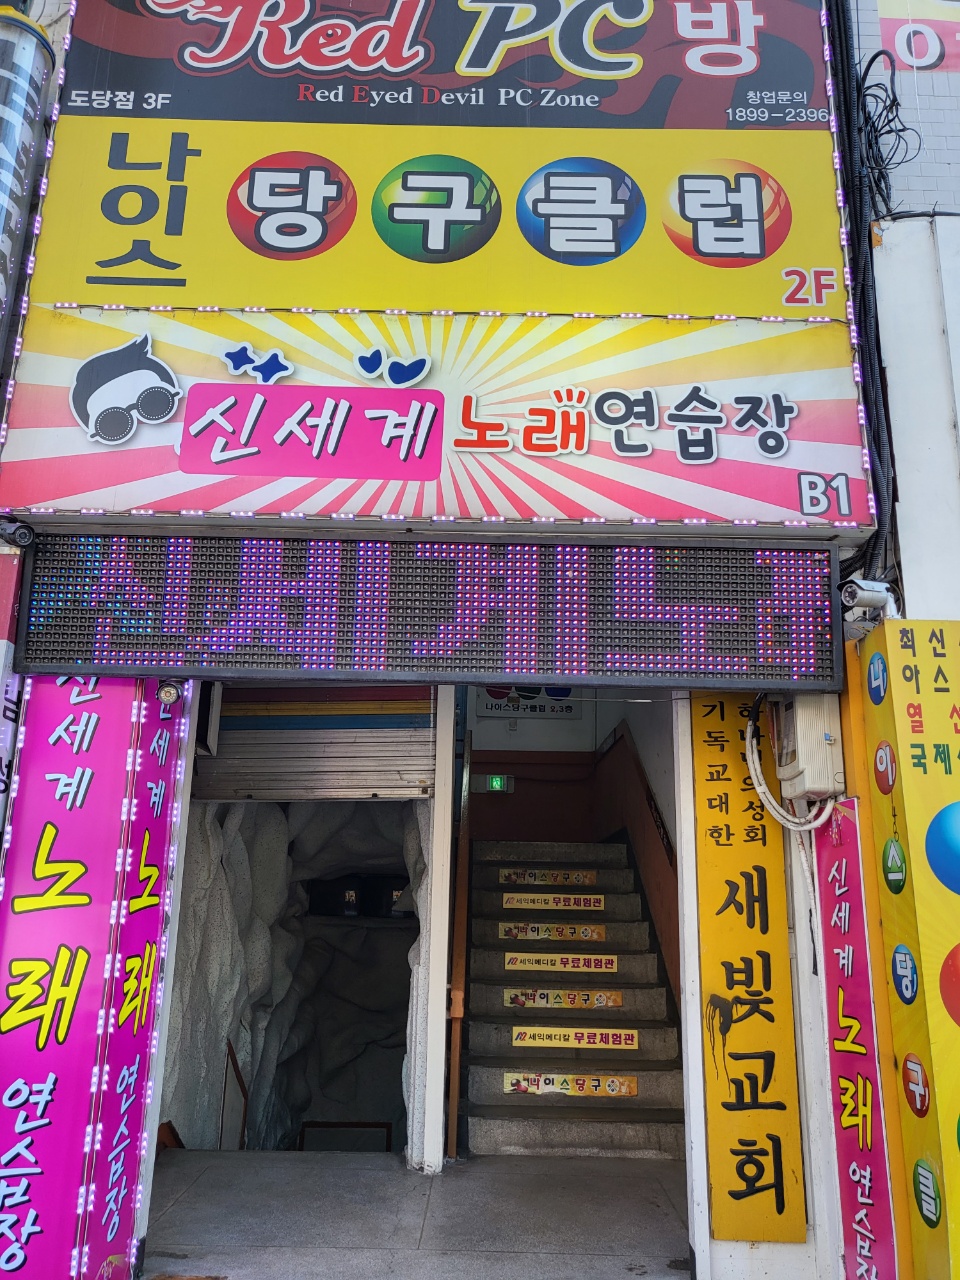 Red PC방
Red Eyed Devil PC Zone
도당점 3F
창업문의
1899-2396
나이스
당구클럽
2F
신세계 노래연습장
B1
신세계노래
신세계 노래 연습장
신세계 노래 연습장
나이스당구클럽 2,3층
나이스당구
세익메디칼 무료체험관
나이스당구
세익메디칼 무료체험관
나이스당구
세익메디칼 무료체험관
나이스당구
하나님의성회
기독교대한
새빛교회
신세계 노래 연습장
나이스당구클
최신
아스
열선
국제